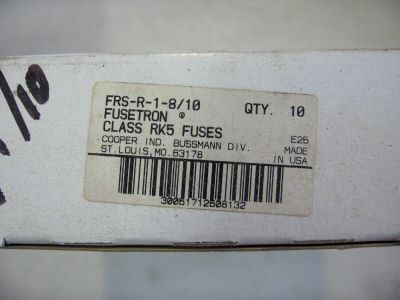 /10
FRS-R-1-8/10 QTY. 10
FUSETRON ®
CLASS RK5 FUSES
COOPER IND. BUSSMANN DIV. E25
ST.LOUIS,MO.63178 MADE
IN USA
30051712608132